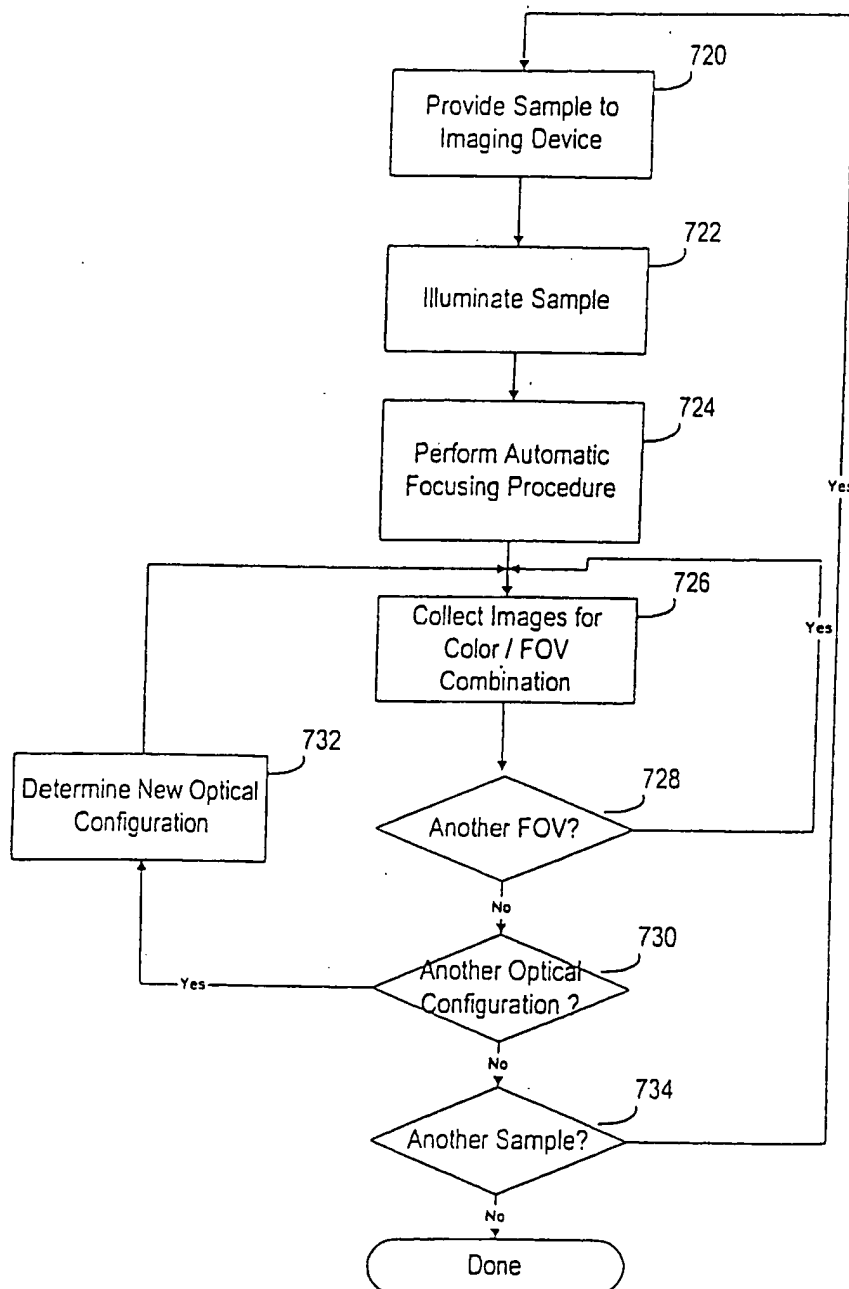 720
Provide Sample to
Imaging Device
722
Illuminate Sample
724
Perform Automatic
Focusing Procedure
Yes
726
Collect Images for
Color / FOV
Combination
Yes
732
Determine New Optical
Configuration
728
Another FOV?
No
730
Another Optical
Configuration ?
Yes
No
734
Another Sample?
No
Done